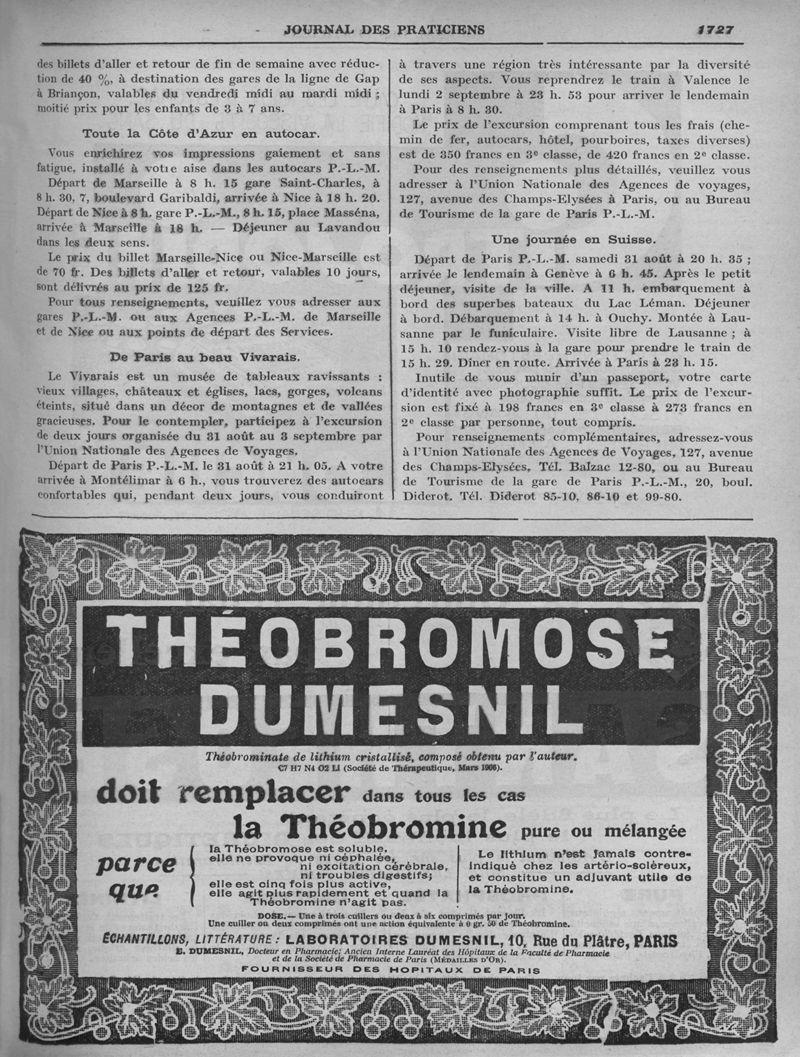 JOURNAL DES PRATICIENS
1727
des billets d'aller et retour de fin de semaine avec réduc-
tion de 40 %, à destination des gares de la ligne de Gap
à Briançon, valables du vendredi midi au mardi midi ;
moitié prix pour les enfants de 3 à 7 ans.
Toute la Côte d'Azur en autocar.
Vous enrichirez vos impressions gaiement et sans
fatigue, installé à votre aise dans les autocars P.-L.-M.
Départ de Marseille à 8 h. 15 gare Saint-Charles, à
8 h. 30, 7, boulevard Garibaldi, arrivée à Nice à 18 h. 20.
Départ de Nice à 8 h. gare P.-L.-M., 8 h. 15, place Masséna,
arrivée à Marseille à 18 h. — Déjeuner au Lavandou
dans les deux sens.
Le prix du billet Marseille-Nice ou Nice-Marseille est
de 70 fr. Des billets d'aller et retour, valables 10 jours,
sont délivrés au prix de 125 fr.
Pour tous renseignements, veuillez vous adresser aux
gares P.-L.-M. ou aux Agences P.-L.-M. de Marseille
et de Nice ou aux points de départ des Services.
De Paris au beau Vivarais.
Le Vivarais est un musée de tableaux ravissants :
vieux villages, châteaux et églises, lacs, gorges, volcans
éteints, situé dans un décor de montagnes et de vallées
gracieuses. Pour le contempler, participez à l'excursion
de deux jours organisée du 31 août au 3 septembre par
l'Union Nationale des Agences de Voyages.
Départ de Paris P.-L.-M. le 31 août à 21 h. 05. A votre
arrivée à Montélimar à 6 h., vous trouverez des autocars
confortables qui, pendant deux jours, vous conduiront
à travers une région très intéressante par la diversité
de ses aspects. Vous reprendrez le train à Valence le
lundi 2 septembre à 23 h. 53 pour arriver le lendemain
à Paris à 8 h. 30.
Le prix de l'excursion comprenant tous les frais (che-
min de fer, autocars, hôtel, pourboires, taxes diverses)
est de 350 francs en 3e classe, de 420 francs en 2e classe.
Pour des renseignements plus détaillés, veuillez vous
adresser à l'Union Nationale des Agences de voyages,
127, avenue des Champs-Elysées à Paris, ou au Bureau
de Tourisme de la gare de Paris P.-L.-M.
Une journée en Suisse.
Départ de Paris P.-L.-M. samedi 31 août à 20 h. 35 ;
arrivée le lendemain à Genève à 6 h. 45. Après le petit
déjeuner, visite de la ville. A 11 h. embarquement à
bord des superbes bateaux du Lac Léman. Déjeuner
à bord. Débarquement à 14 h. à Ouchy. Montée à Lau-
sanne par le funiculaire. Visite libre de Lausanne ; à
15 h. 10 rendez-vous à la gare pour prendre le train de
15 h. 29. Dîner en route. Arrivée à Paris à 23 h. 15.
Inutile de vous munir d'un passeport, votre carte
d'identité avec photographie suffit. Le prix de l'excur-
sion est fixé à 198 francs en 3e classe à 273 francs en
2e classe par personne, tout compris.
Pour renseignements complémentaires, adressez-vous
à l'Union Nationale des Agences de Voyages, 127, avenue
des Champs-Elysées, Tél. Balzac 12-80, ou au Bureau
de Tourisme de la gare de Paris P.-L.-M., 20, boul.
Diderot. Tél. Diderot 85-10, 86-10 et 99-80.
THÉOBROMOSE
DUMESNIL
Théobrominate de lithium cristallisé, composé obtenu par l'auteur.
C7 H7 N4 O2 Li (Société de Thérapeutique, Mars 1906).
doit remplacer dans tous les cas
la Théobromine pure ou mélangée
parce
que
la Théobromose est soluble,
elle ne provoque ni céphalée,
ni excitation cérébrale,
ni troubles digestifs;
elle est cinq fois plus active,
elle agit plus rapidement et quand la
Théobromine n'agit pas.
Le lithium n'est jamais contre-
indiqué chez les artério-scléreux,
et constitue un adjuvant utile de
la Théobromine.
DOSE.— Une à trois cuillers ou deux à six comprimés par jour.
Une cuiller ou deux comprimés ont une action équivalente à 0 gr. 50 de Théobromine.
ÉCHANTILLONS, LITTÉRATURE : LABORATOIRES DUMESNIL, 10, Rue du Plâtre, PARIS
E. DUMESNIL, Docteur en Pharmacie; Ancien Interne Lauréat des Hôpitaux de la Faculté de Pharmacie
et de la Société de Pharmacie de Paris (MÉDAILLES D'OR).
FOURNISSEUR DES HOPITAUX DE PARIS